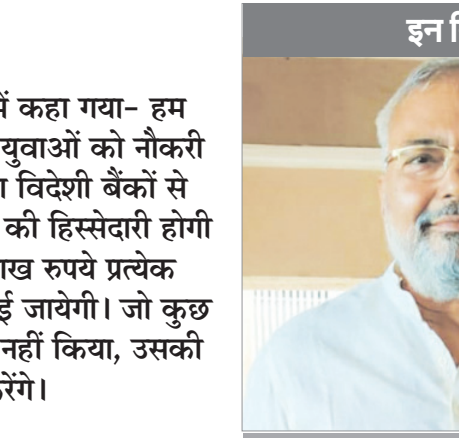 में कहा गया- हम
युवाओं को नौकरी
विदेशी बैंकों से
की हिस्सेदारी होगी
रुपये प्रत्येक
जायेगी। जो कुछ
नहीं किया, उसकी
इन